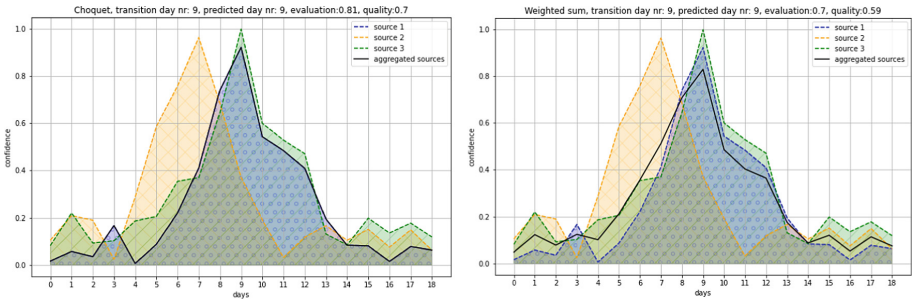 Choquet, transition day nr: 9, predicted day nr: 9, evaluation:0.81, quality:0.7
source 1
source 2
source 3
aggregated sources
1.0
0.8
0.6
0.4
0.2
0.0
confidence
0 1 2 3 4 5 6 7 8 9 10 11 12 13 14 15 16 17 18
days
Weighted sum, transition day nr: 9, predicted day nr: 9, evaluation:0.7, quality:0.59
source 1
source 2
source 3
aggregated sources
1.0
0.8
0.6
0.4
0.2
0.0
confidence
0 1 2 3 4 5 6 7 8 9 10 11 12 13 14 15 16 17 18
days